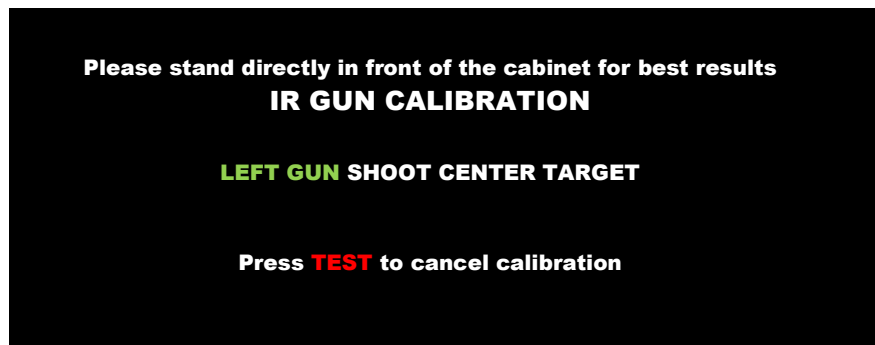 Please stand directly in front of the cabinet for best results
IR GUN CALIBRATION
LEFT GUN SHOOT CENTER TARGET
Press TEST to cancel calibration